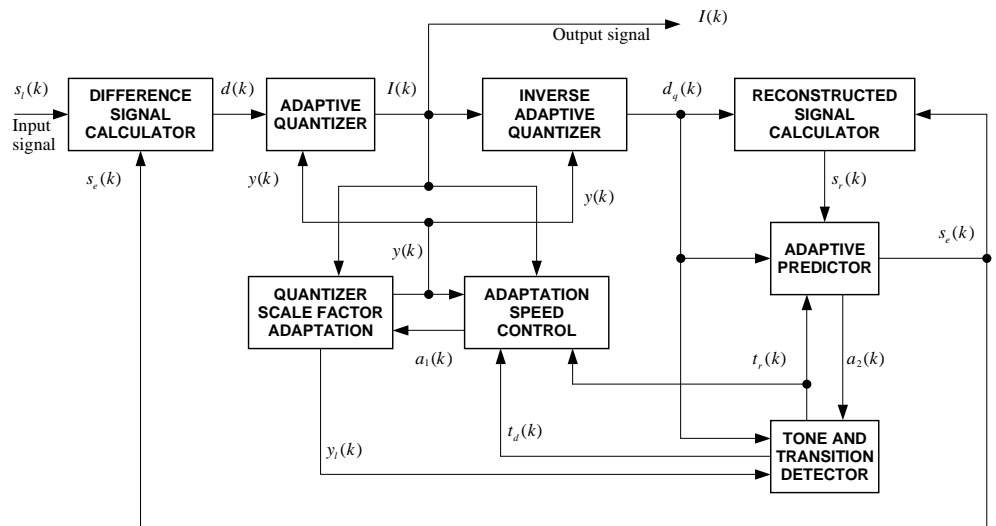 I(k)
Output signal
s_l(k)
Input
signal
DIFFERENCE
SIGNAL
CALCULATOR
d(k)
ADAPTIVE
QUANTIZER
I(k)
INVERSE
ADAPTIVE
QUANTIZER
d_q(k)
RECONSTRUCTED
SIGNAL
CALCULATOR
s_e(k)
y(k)
y(k)
s_r(k)
y(k)
ADAPTIVE
PREDICTOR
s_e(k)
QUANTIZER
SCALE FACTOR
ADAPTATION
ADAPTATION
SPEED
CONTROL
a_1(k)
t_r(k)
a_2(k)
y_l(k)
t_d(k)
TONE AND
TRANSITION
DETECTOR